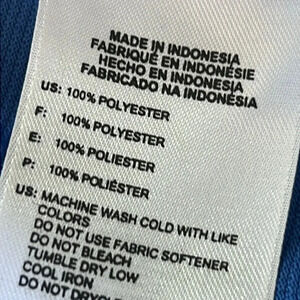 MADE IN INDONESIA
FABRIQUÉ EN INDONÉSIE
HECHO EN INDONESIA
FABRICADO NA INDONÉSIA
US: 100% POLYESTER
F: 100% POLYESTER
E: 100% POLIESTER
P: 100% POLIÉSTER
US: MACHINE WASH COLD WITH LIKE
COLORS
DO NOT USE FABRIC SOFTENER
DO NOT BLEACH
TUMBLE DRY LOW
COOL IRON
DO NOT